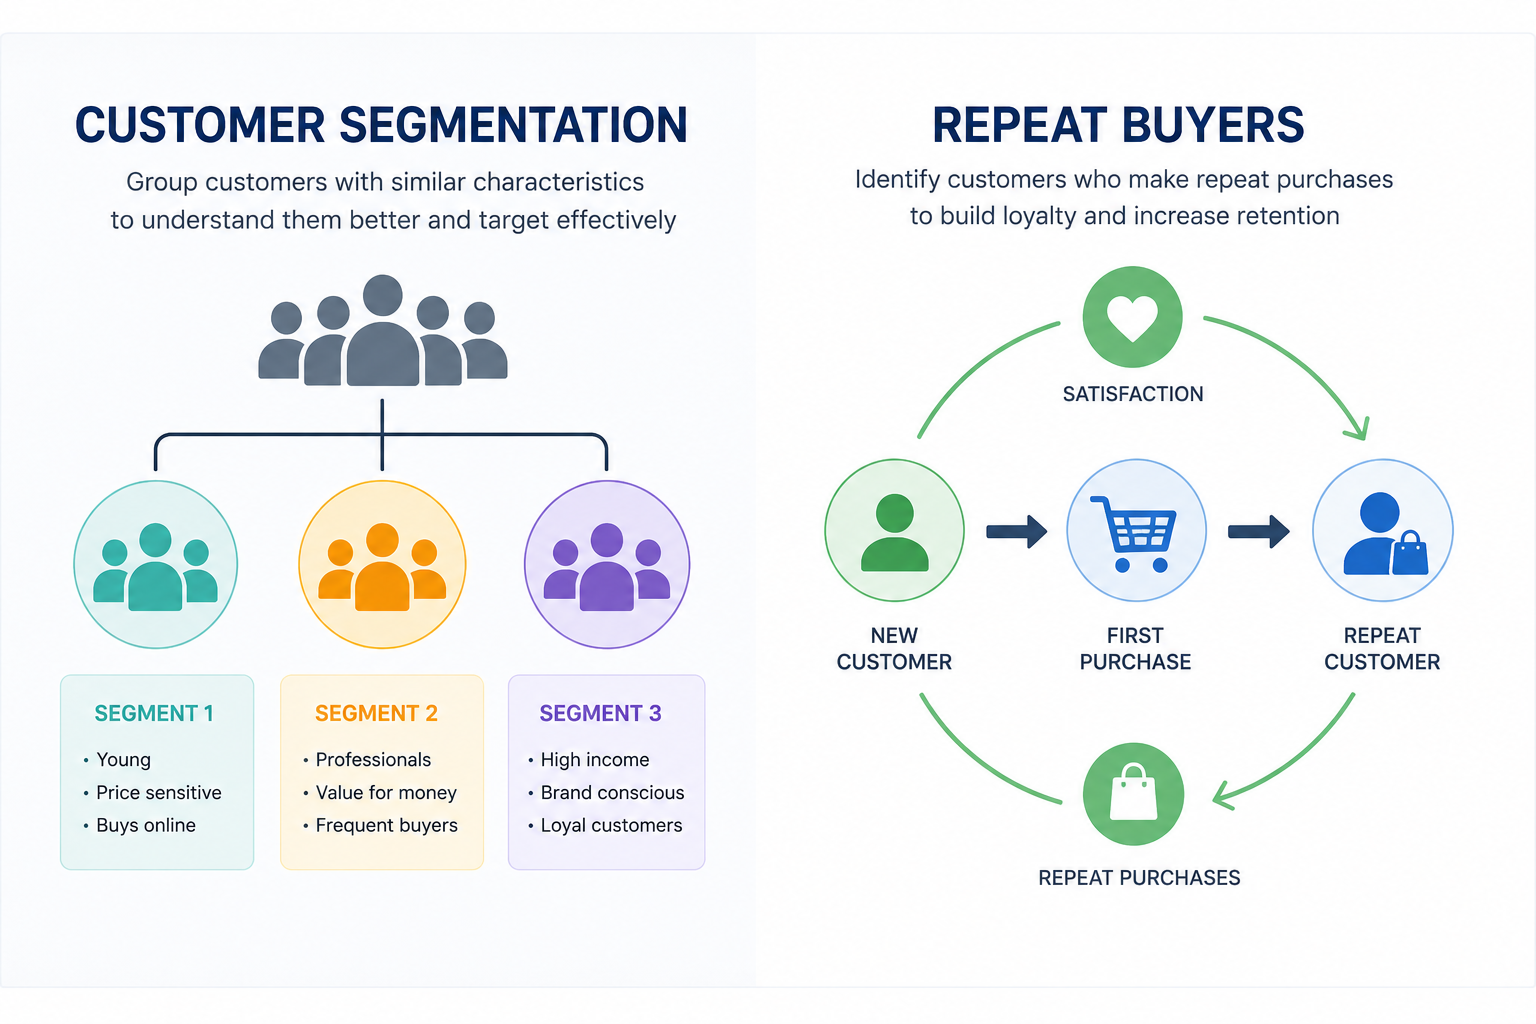 CUSTOMER SEGMENTATION
Group customers with similar characteristics
to understand them better and target effectively
SEGMENT 1
• Young
• Price sensitive
• Buys online
SEGMENT 2
• Professionals
• Value for money
• Frequent buyers
SEGMENT 3
• High income
• Brand conscious
• Loyal customers
REPEAT BUYERS
Identify customers who make repeat purchases
to build loyalty and increase retention
SATISFACTION
NEW
CUSTOMER
FIRST
PURCHASE
REPEAT
CUSTOMER
REPEAT PURCHASES